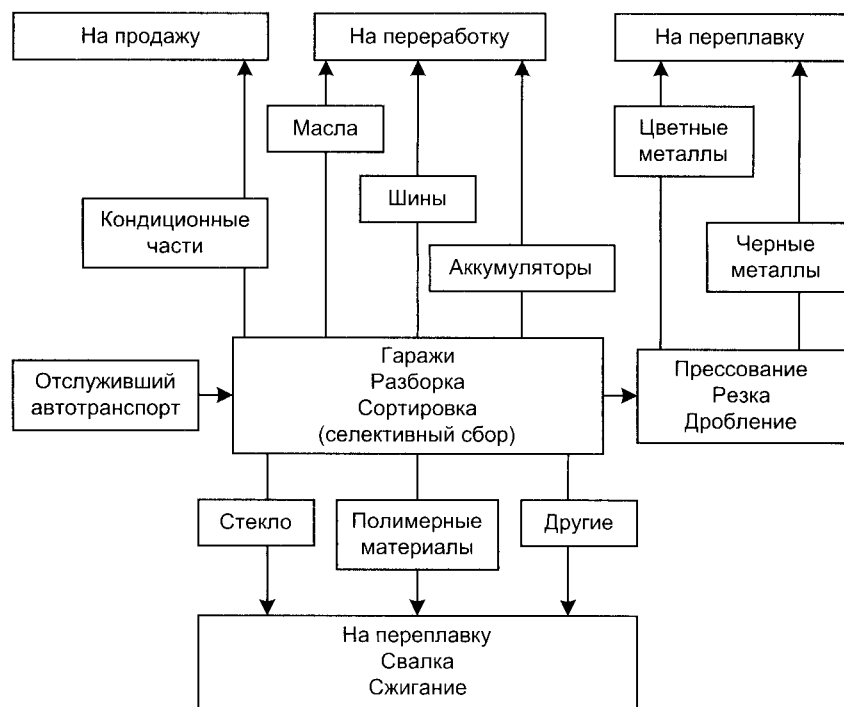 На продажу
На переработку
На переплавку
Масла
Цветные
металлы
Шины
Кондиционные
части
Черные
металлы
Аккумуляторы
Отслуживший
автотранспорт
Гаражи
Разборка
Сортировка
(селективный сбор)
Прессование
Резка
Дробление
Стекло
Полимерные
материалы
Другие
На переплавку
Свалка
Сжигание